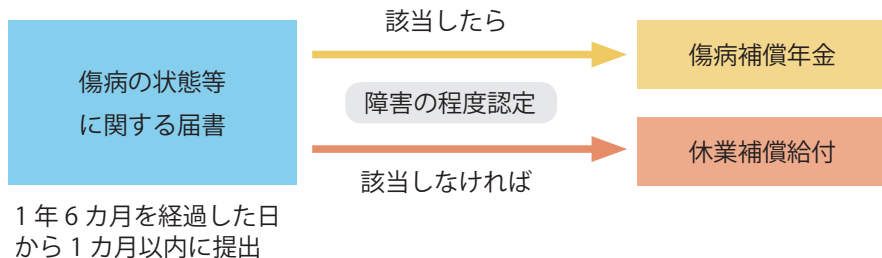 傷病の状態等
に関する届書
1年6カ月を経過した日
から1カ月以内に提出
該当したら
障害の程度認定
該当しなければ
傷病補償年金
休業補償給付